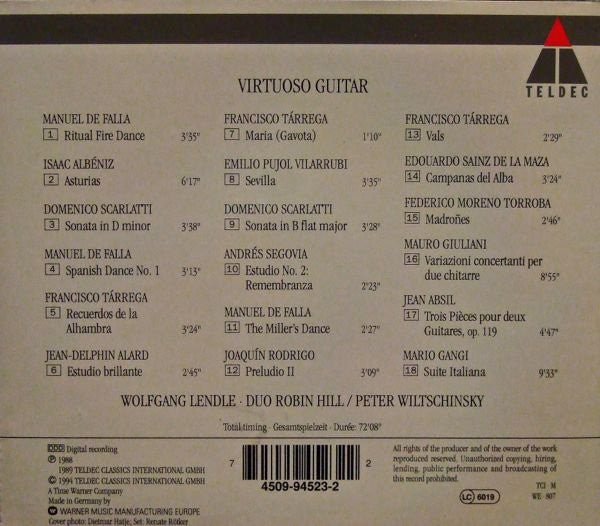 TELDEC
VIRTUOSO GUITAR
MANUEL DE FALLA
1 Ritual Fire Dance 3'35"
ISAAC ALBÉNIZ
2 Asturias 6'17"
DOMENICO SCARLATTI
3 Sonata in D minor 3'38"
MANUEL DE FALLA
4 Spanish Dance No. 1 3'13"
FRANCISCO TÁRREGA
5 Recuerdos de la
Alhambra 3'24"
JEAN-DELPHIN ALARD
6 Estudio brillante 2'45"
FRANCISCO TÁRREGA
7 Maria (Gavota) 1'10"
EMILIO PUJOL VILARRUBI
8 Sevilla 3'35"
DOMENICO SCARLATTI
9 Sonata in B flat major 3'28"
ANDRÉS SEGOVIA
10 Estudio No. 2:
Remembranza 2'23"
MANUEL DE FALLA
11 The Miller's Dance 2'27"
JOAQUÍN RODRIGO
12 Preludio II 3'09"
FRANCISCO TÁRREGA
13 Vals 2'29"
EDOUARDO SAINZ DE LA MAZA
14 Campanas del Alba 3'24"
FEDERICO MORENO TORROBA
15 Madroñes 2'46"
MAURO GIULIANI
16 Variazioni concertanti per
due chitarre 8'55"
JEAN ABSIL
17 Trois Pièces pour deux
Guitares, op. 119 4'47"
MARIO GANGI
18 Suite Italiana 9'33"
WOLFGANG LENDLE · DUO ROBIN HILL / PETER WILTSCHINSKY
Totaltiming · Gesamtspielzeit · Durée: 72'08"
DDD Digital recording
℗ 1988
1989 TELDEC CLASSICS INTERNATIONAL GMBH
© 1994 TELDEC CLASSICS INTERNATIONAL GMBH
A Time Warner Company
Made in Germany by
WARNER MUSIC MANUFACTURING EUROPE
Cover photo: Dietmar Hatje; Set: Renate Rötker
7 4509-94523-2 2
All rights of the producer and of the owner of the work
reproduced reserved. Unauthorized copying, hiring,
lending, public performance and broadcasting of
this record prohibited.
LC 6019
TCI · M
WE 807